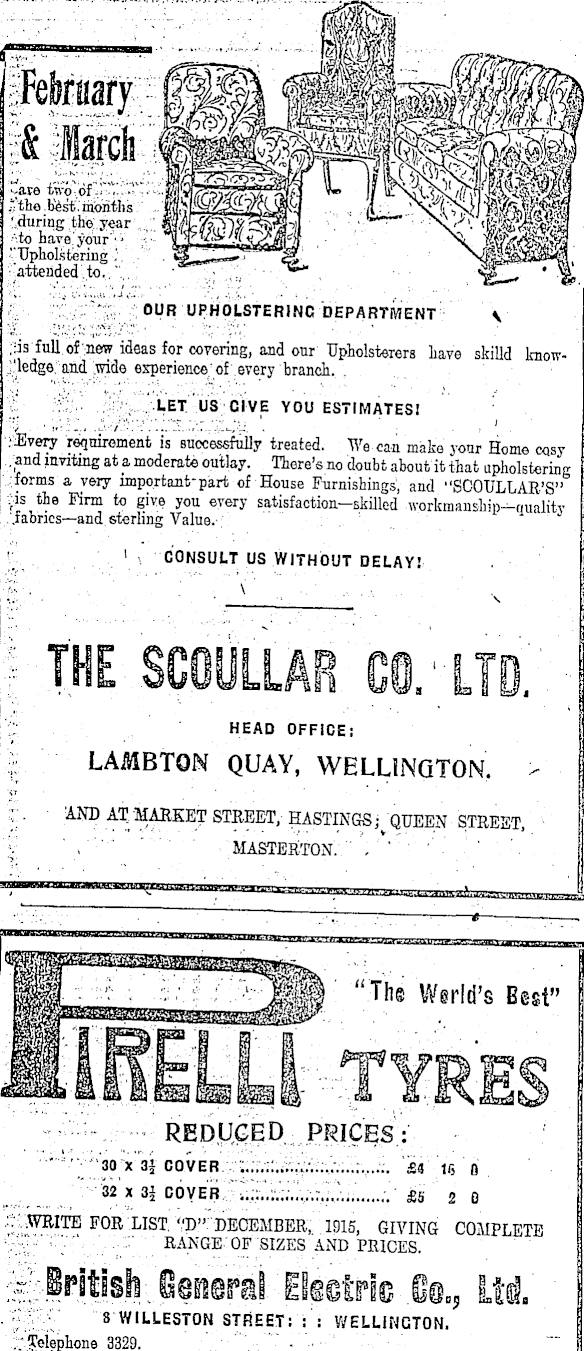 February
& March
are two of
the best months
during the year
to have your
Upholstering
attended to.
OUR UPHOLSTERING DEPARTMENT
is full of new ideas for covering, and our Upholsterers have skilld know-
ledge and wide experience of every branch.
LET US GIVE YOU ESTIMATES!
Every requirement is successfully treated. We can make your Home cosy
and inviting at a moderate outlay. There's no doubt about it that upholstering
forms a very important part of House Furnishings, and "SCOULLAR'S"
is the Firm to give you every satisfaction—skilled workmanship—quality
fabrics—and sterling Value.
CONSULT US WITHOUT DELAY!
THE SCOULLAR CO. LTD.
HEAD OFFICE:
LAMBTON QUAY, WELLINGTON.
AND AT MARKET STREET, HASTINGS; QUEEN STREET,
MASTERTON.
"The World's Best"
PIRELLI TYRES
REDUCED PRICES:
30 x 3½ COVER .............................. £4 16 0
32 x 3½ COVER .............................. £5 2 0
WRITE FOR LIST "D" DECEMBER, 1915, GIVING COMPLETE
RANGE OF SIZES AND PRICES.
British General Electric Co., Ltd.
8 WILLESTON STREET: : : WELLINGTON.
Telephone 3329.